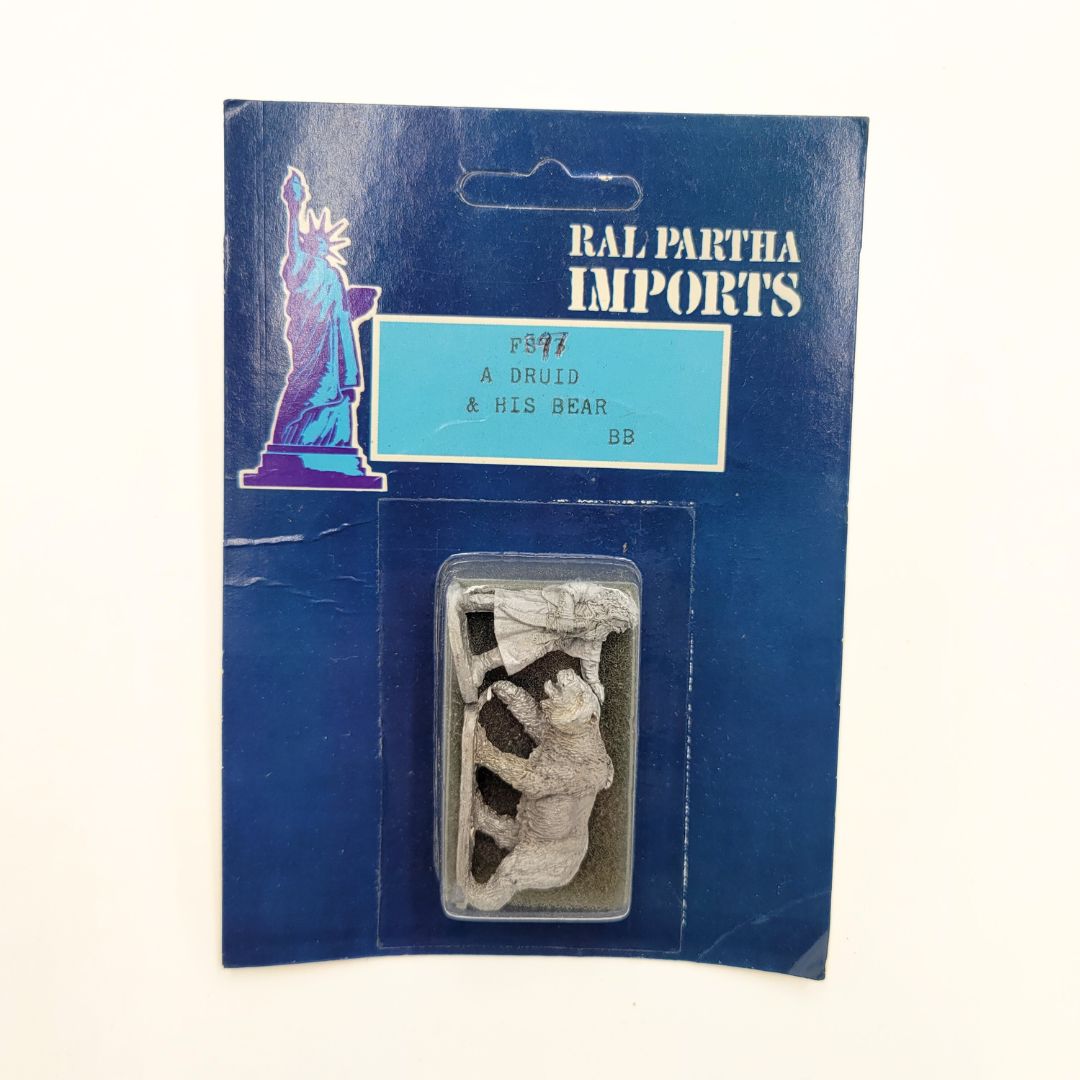 RAL PARTHA
IMPORTS
A DRUID
& HIS BEAR
BB